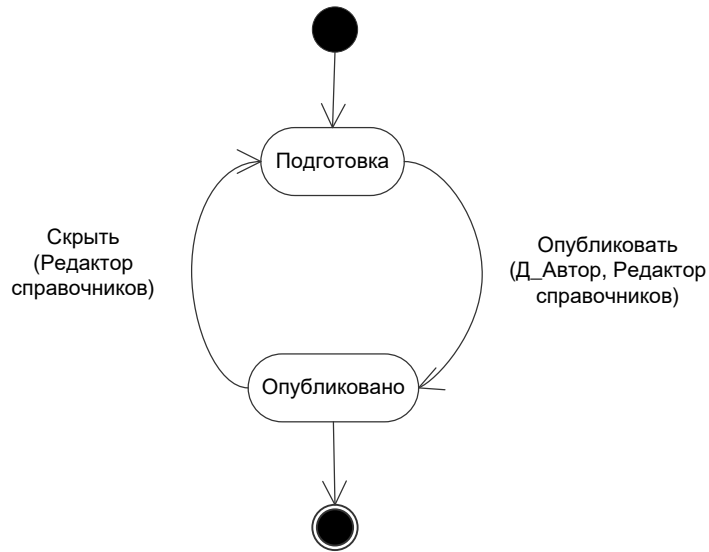 Подготовка
Скрыть
(Редактор
справочников)
Опубликовать
(Д_Автор, Редактор
справочников)
Опубликовано